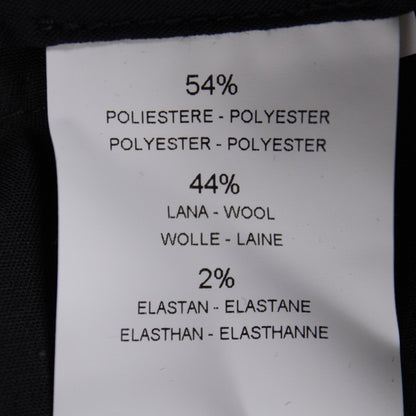 54%
POLIESTERE - POLYESTER
POLYESTER - POLYESTER
44%
LANA - WOOL
WOLLE - LAINE
2%
ELASTAN - ELASTANE
ELASTHAN - ELASTHANNE